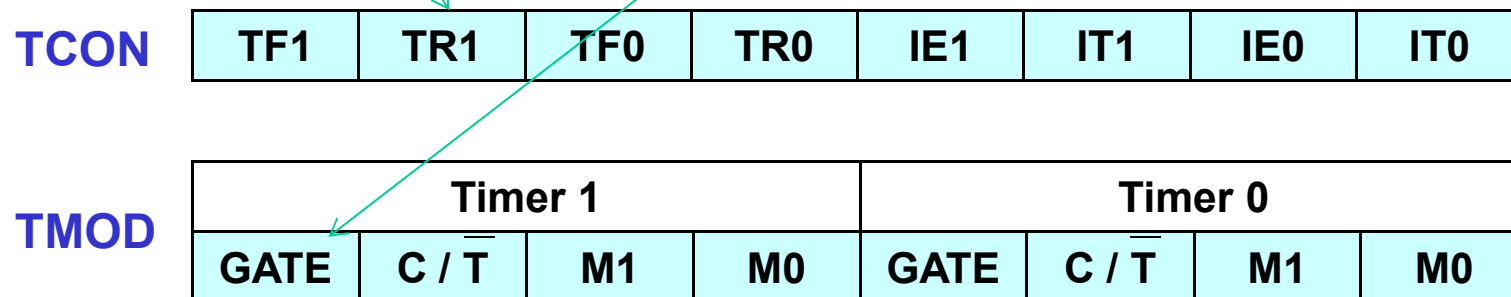 TCON TF1 TR1 TF0 TR0 IE1 IT1 IE0 IT0
Timer 1 Timer 0
TMOD
GATE C / T̅ M1 M0 GATE C / T̅ M1 M0